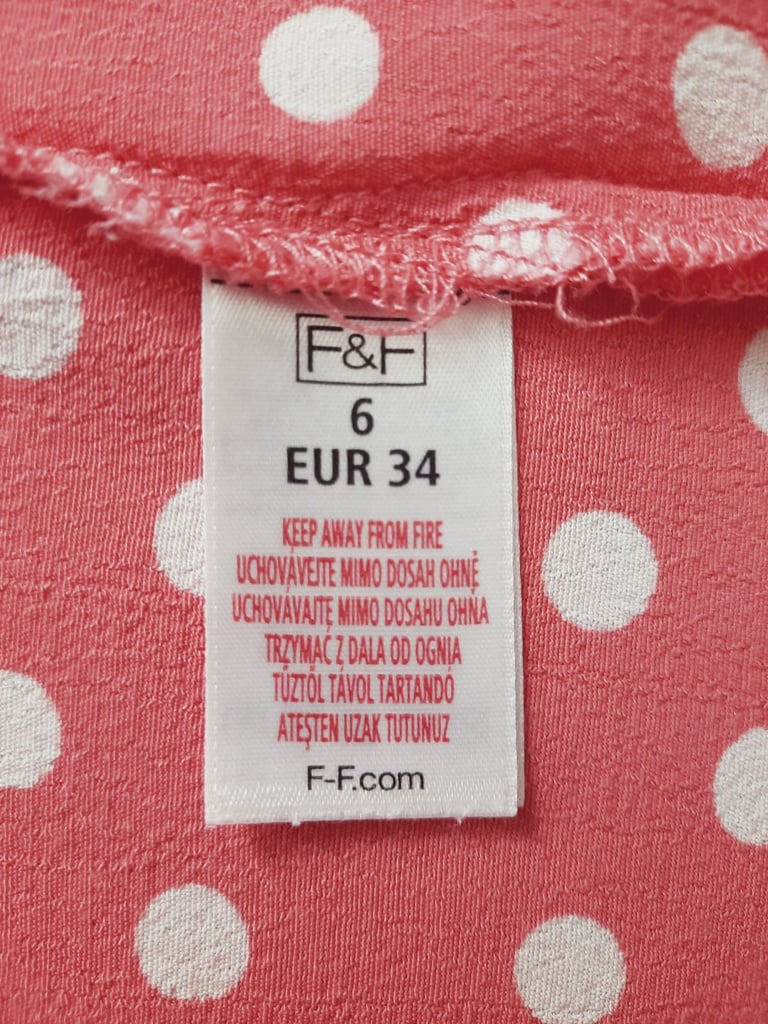 F&F
6
EUR 34
KEEP AWAY FROM FIRE
UCHOVÁVEJTE MIMO DOSAH OHNĚ
UCHOVÁVAJTE MIMO DOSAHU OHŇA
TRZYMAĆ Z DALA OD OGNIA
TŰZTŐL TÁVOL TARTANDÓ
ATEŞTEN UZAK TUTUNUZ
F-F.com